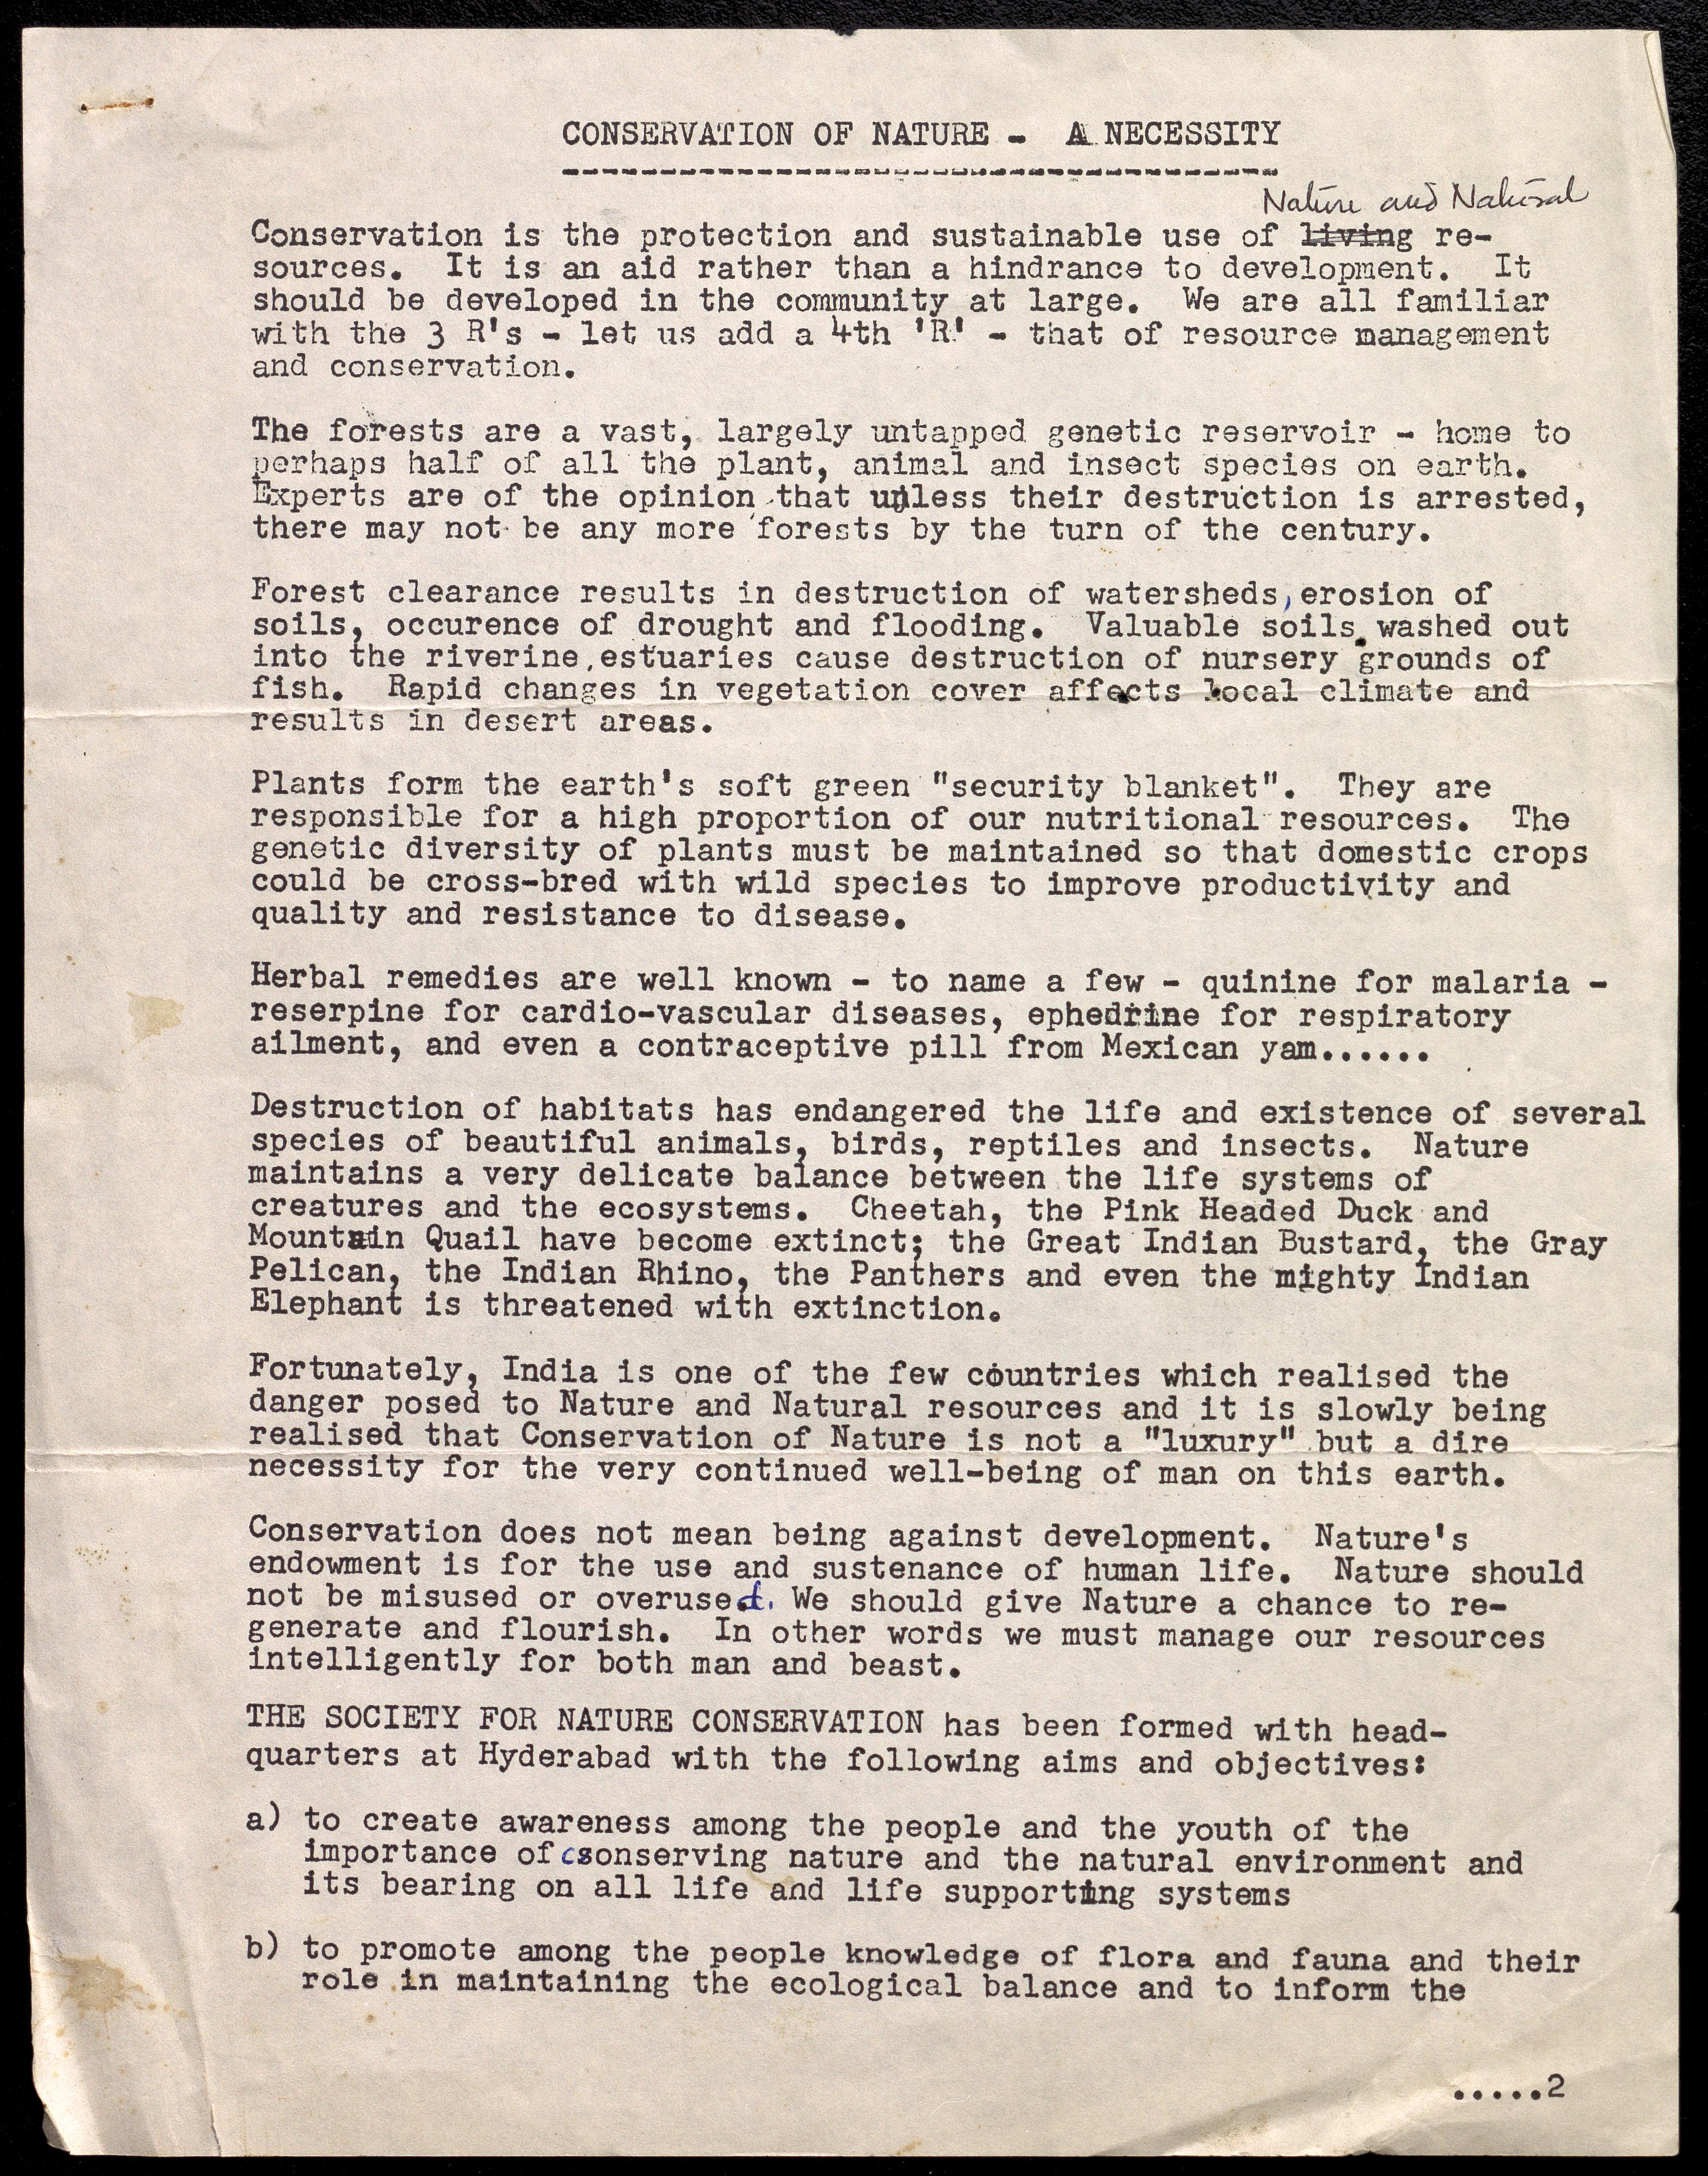 CONSERVATION OF NATURE - A NECESSITY
Nature and Natural
Conservation is the protection and sustainable use of living re-
sources. It is an aid rather than a hindrance to development. It
should be developed in the community at large. We are all familiar
with the 3 R's - let us add a 4th 'R' - that of resource management
and conservation.
The forests are a vast, largely untapped genetic reservoir - home to
perhaps half of all the plant, animal and insect species on earth.
Experts are of the opinion that unless their destruction is arrested,
there may not be any more forests by the turn of the century.
Forest clearance results in destruction of watersheds, erosion of
soils, occurence of drought and flooding. Valuable soils washed out
into the riverine estuaries cause destruction of nursery grounds of
fish. Rapid changes in vegetation cover affects local climate and
results in desert areas.
Plants form the earth's soft green "security blanket". They are
responsible for a high proportion of our nutritional resources. The
genetic diversity of plants must be maintained so that domestic crops
could be cross-bred with wild species to improve productivity and
quality and resistance to disease.
Herbal remedies are well known - to name a few - quinine for malaria -
reserpine for cardio-vascular diseases, ephedrine for respiratory
ailment, and even a contraceptive pill from Mexican yam......
Destruction of habitats has endangered the life and existence of several
species of beautiful animals, birds, reptiles and insects. Nature
maintains a very delicate balance between the life systems of
creatures and the ecosystems. Cheetah, the Pink Headed Duck and
Mountain Quail have become extinct; the Great Indian Bustard, the Gray
Pelican, the Indian Rhino, the Panthers and even the mighty Indian
Elephant is threatened with extinction.
Fortunately, India is one of the few countries which realised the
danger posed to Nature and Natural resources and it is slowly being
realised that Conservation of Nature is not a "luxury" but a dire
necessity for the very continued well-being of man on this earth.
Conservation does not mean being against development. Nature's
endowment is for the use and sustenance of human life. Nature should
not be misused or overused. We should give Nature a chance to re-
generate and flourish. In other words we must manage our resources
intelligently for both man and beast.
THE SOCIETY FOR NATURE CONSERVATION has been formed with head-
quarters at Hyderabad with the following aims and objectives:
a) to create awareness among the people and the youth of the
importance of conserving nature and the natural environment and
its bearing on all life and life supporting systems
b) to promote among the people knowledge of flora and fauna and their
role in maintaining the ecological balance and to inform the
.....2